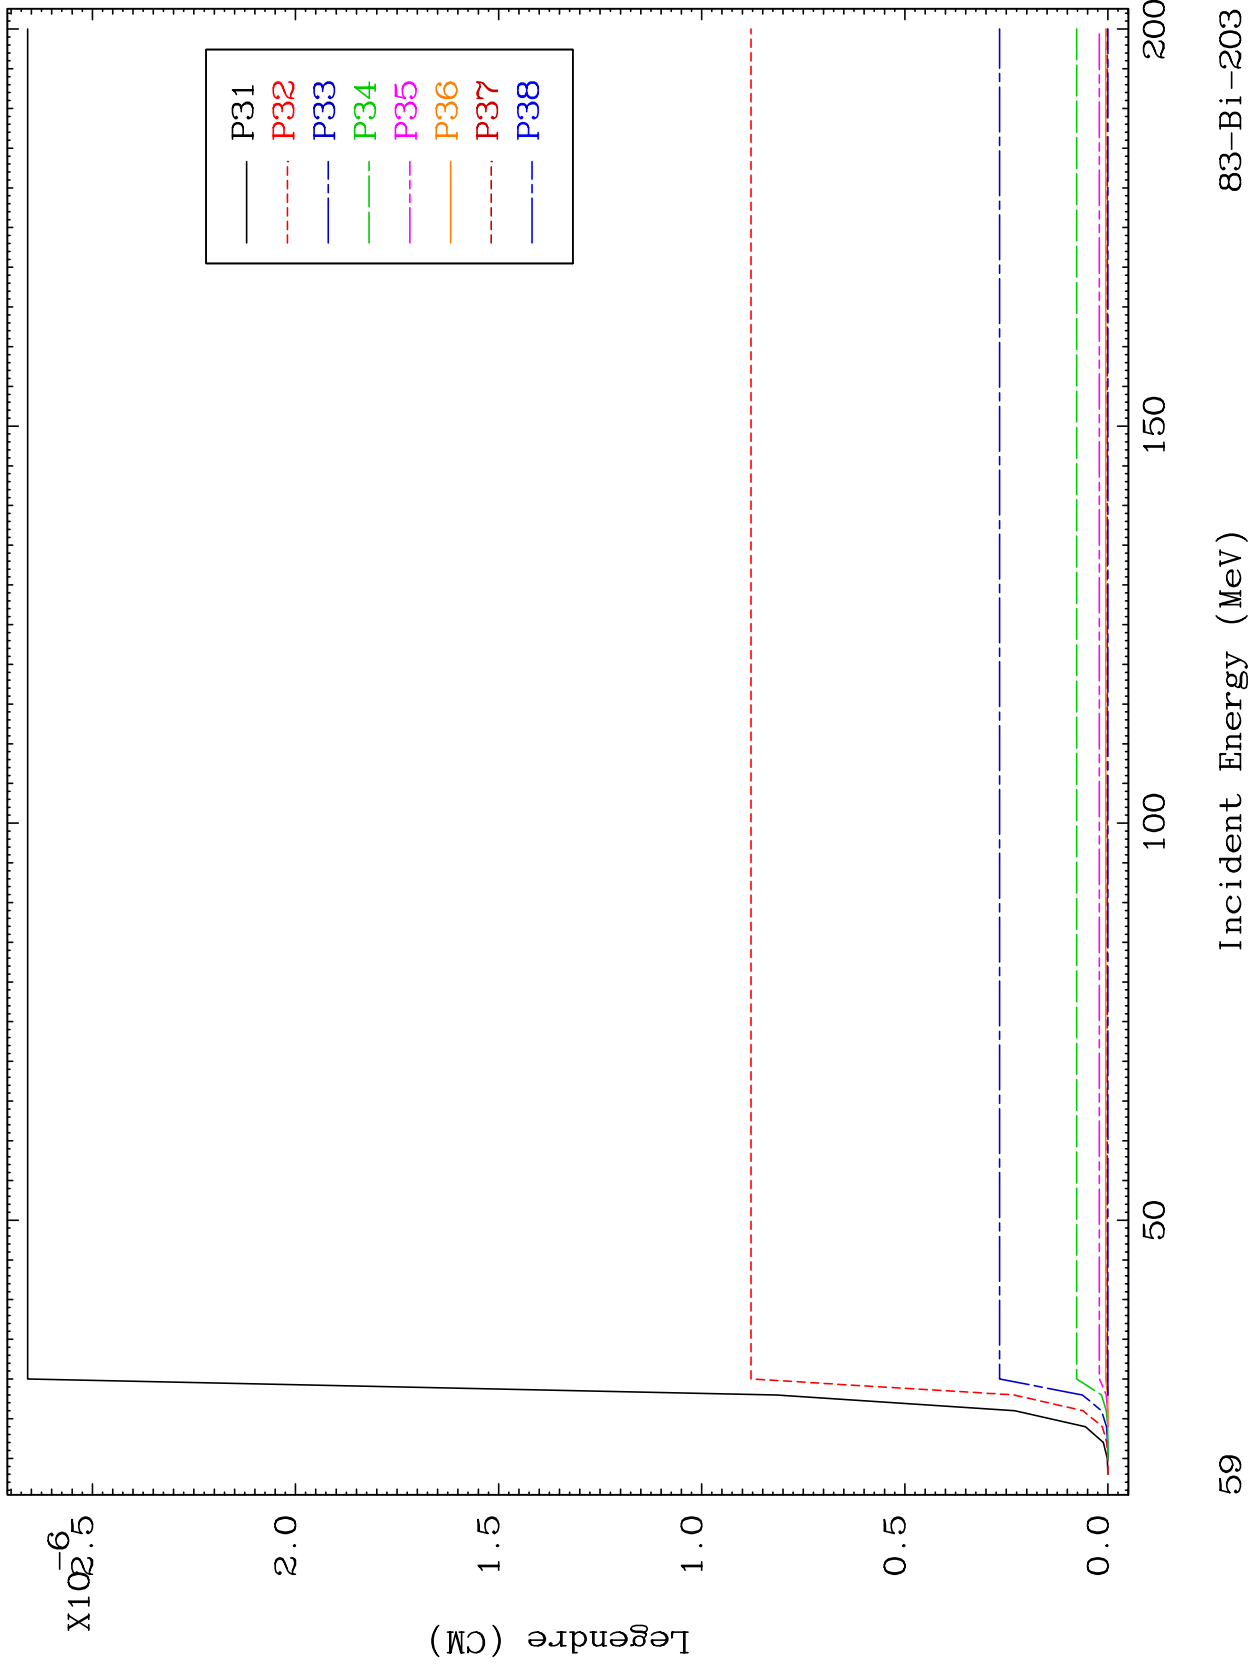 X10-6
2.5
2.0
1.5
1.0
0.5
0.0
Legendre (CM)
P31
P32
P33
P34
P35
P36
P37
P38
50
100
150
200
59
Incident Energy (MeV)
83-Bi-203